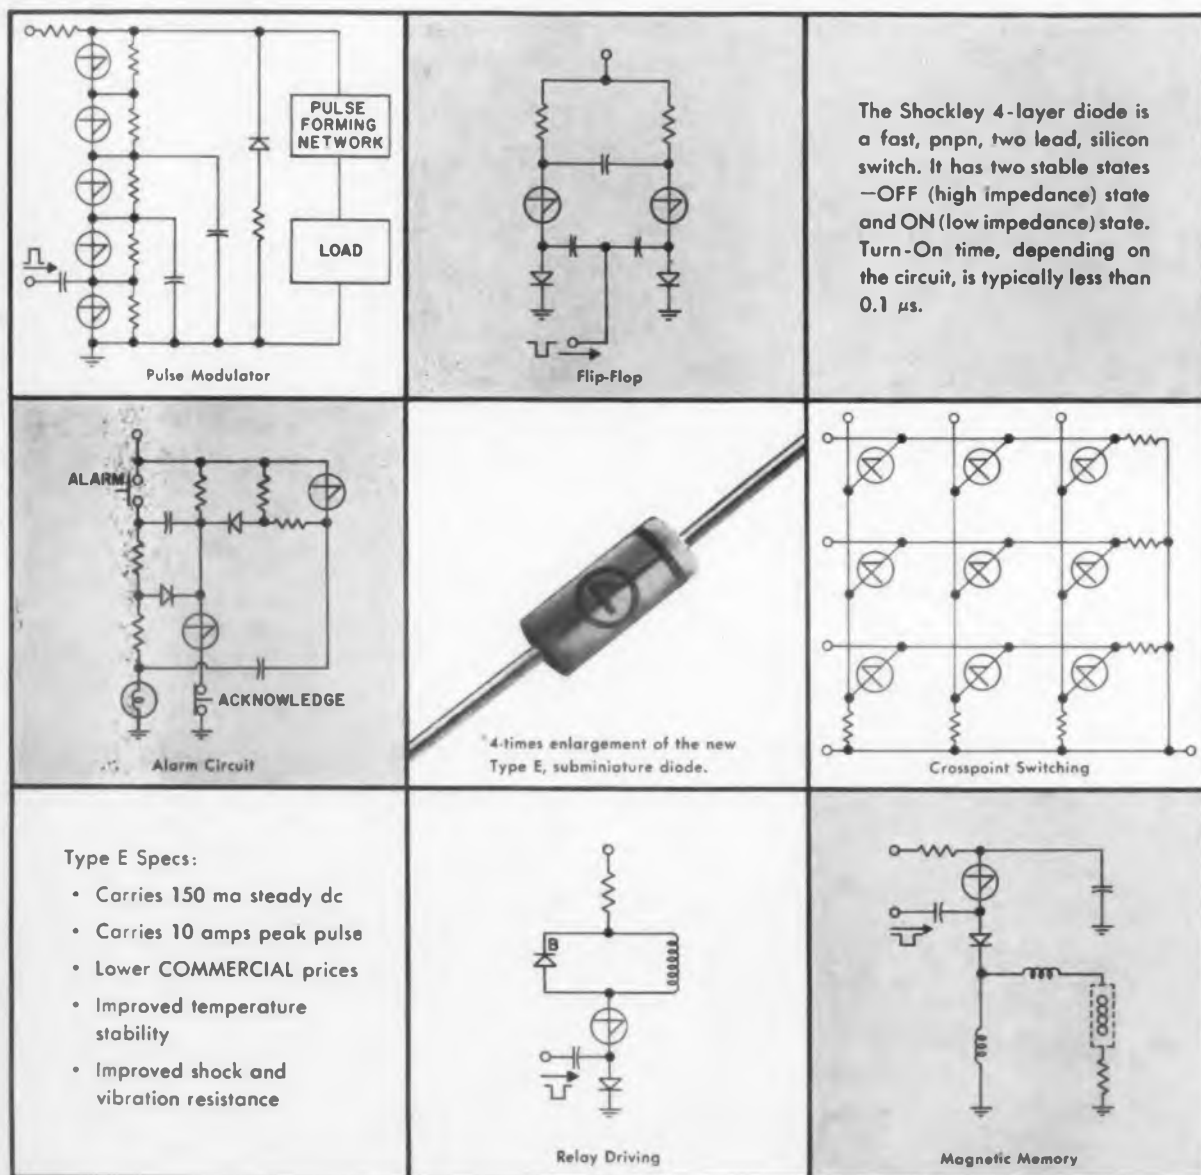 PULSE
FORMING
NETWORK
LOAD
Pulse Modulator
Flip-Flop
The Shockley 4-layer diode is
a fast, pnpn, two lead, silicon
switch. It has two stable states
—OFF (high impedance) state
and ON (low impedance) state.
Turn-On time, depending on
the circuit, is typically less than
0.1 μs.
ALARM
ACKNOWLEDGE
Alarm Circuit
4-times enlargement of the new
Type E, subminiature diode.
Crosspoint Switching
Type E Specs:
• Carries 150 ma steady dc
• Carries 10 amps peak pulse
• Lower COMMERCIAL prices
• Improved temperature
stability
• Improved shock and
vibration resistance
B
Relay Driving
Magnetic Memory